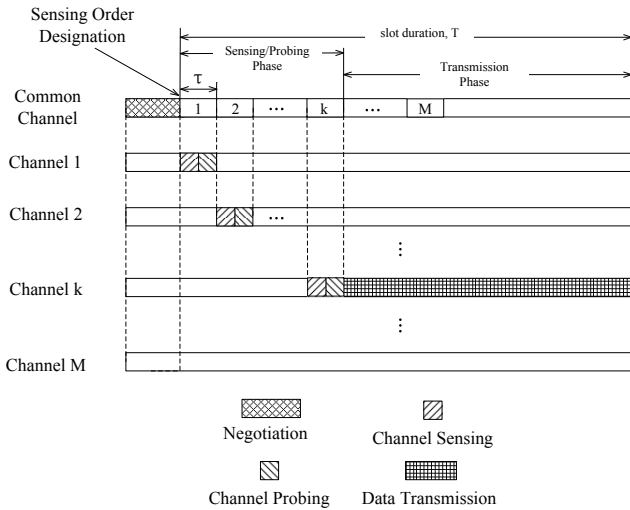 Sensing Order
Designation
slot duration, T
Sensing/Probing
Phase
Transmission
Phase
τ
Common
Channel
1 2 ... k ... M
Channel 1
Channel 2
...
⋮
Channel k
⋮
Channel M
Negotiation
Channel Sensing
Channel Probing
Data Transmission